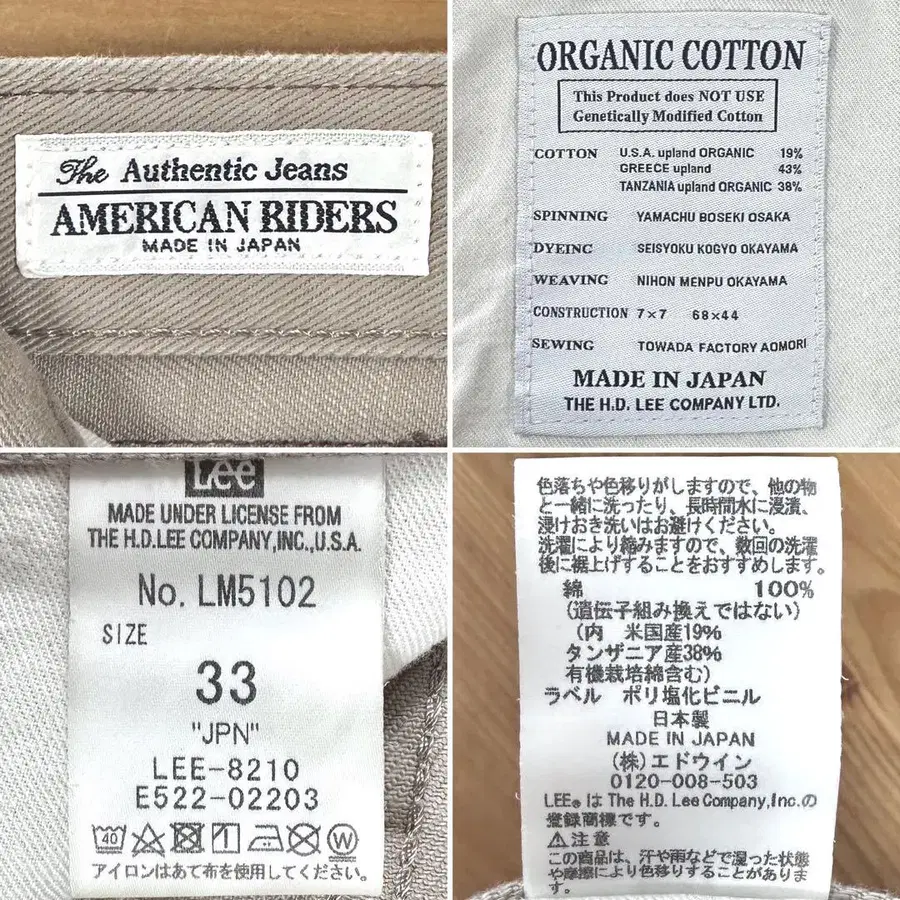 The Authentic Jeans
AMERICAN RIDERS
MADE IN JAPAN
ORGANIC COTTON
This Product does NOT USE
Genetically Modified Cotton
COTTON U.S.A. upland ORGANIC 19%
GREECE upland 43%
TANZANIA upland ORGANIC 38%
SPINNING YAMACHU BOSEKI OSAKA
DYEINC SEISYOKU KOGYO OKAYAMA
WEAVING NIHON MENPU OKAYAMA
CONSTRUCTION 7×7 68×44
SEWING TOWADA FACTORY AOMORI
MADE IN JAPAN
THE H.D. LEE COMPANY LTD.
Lee
MADE UNDER LICENSE FROM
THE H.D.LEE COMPANY,INC.,U.S.A.
No. LM5102
SIZE
33
"JPN"
LEE-8210
E522-02203
40 W
アイロンはあて布を使用してください。
色落ちや色移りがしますので、他の物
と一緒に洗ったり、長時間水に浸漬、
浸けおき洗いはお避けください。
洗濯により縮みますので、数回の洗濯
後に裾上げすることをおすすめします。
綿 100%
(遺伝子組み換えではない)
(内 米国産19%
タンザニア産38%
有機栽培綿含む)
ラベル ポリ塩化ビニル
日本製
MADE IN JAPAN
(株)エドウイン
0120-008-503
LEE®は The H.D. Lee Company,Inc.の
登録商標です。
⚠注意
この商品は、汗や雨などで湿った状態
や摩擦により色移りすることがありま
す。